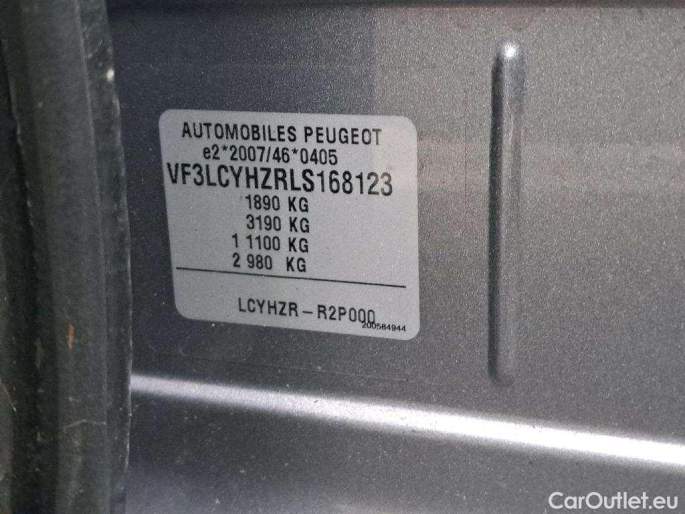 AUTOMOBILES PEUGEOT
e2*2007/46*0405
VF3LCYHZRLS168123
1890 KG
3190 KG
1 1100 KG
2 980 KG
LCYHZR-R2P000
200584944
CarOutlet.eu